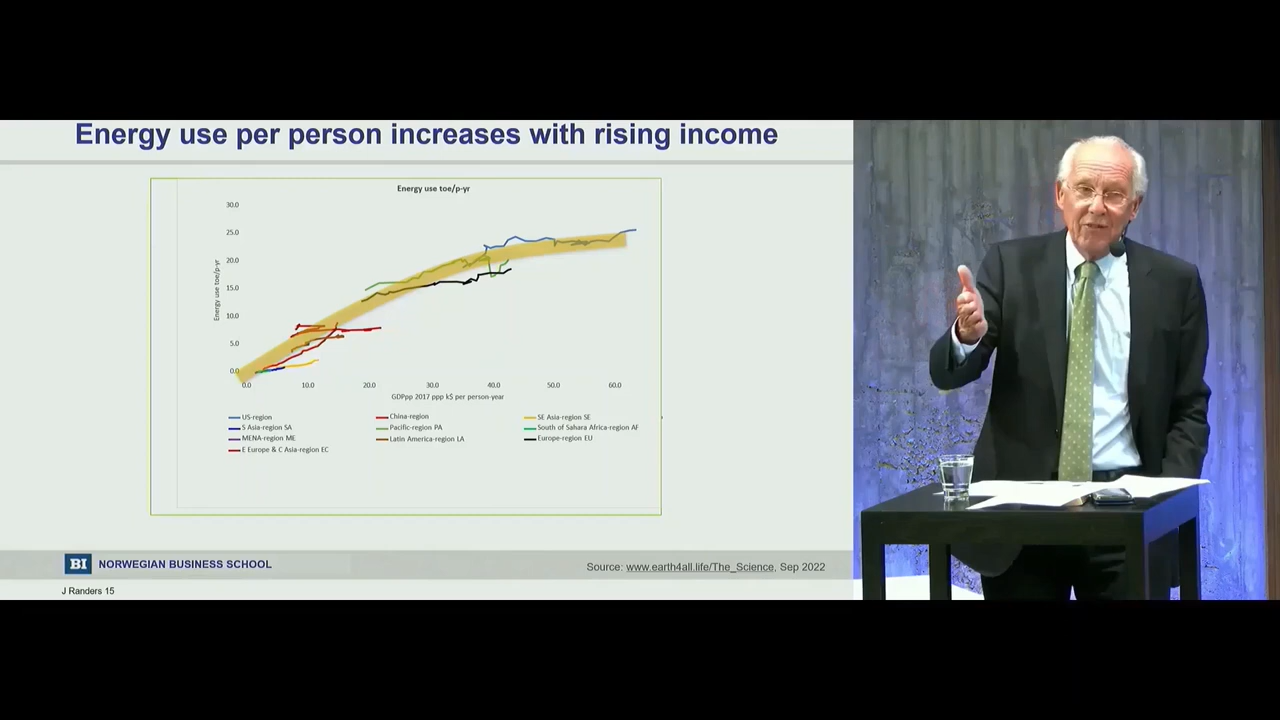 Energy use per person increases with rising income
Energy use toe/p-yr
30.0
25.0
20.0
15.0
10.0
5.0
0.0
Energy use toe/p-yr
0.0 10.0 20.0 30.0 40.0 50.0 60.0
GDPpp 2017 ppp k$ per person-year
US-region China-region SE Asia-region SE
S Asia-region SA Pacific-region PA South of Sahara Africa-region AF
MENA-region ME Latin America-region LA Europe-region EU
E Europe & C Asia-region EC
BI NORWEGIAN BUSINESS SCHOOL
Source: www.earth4all.life/The_Science, Sep 2022
J Randers 15